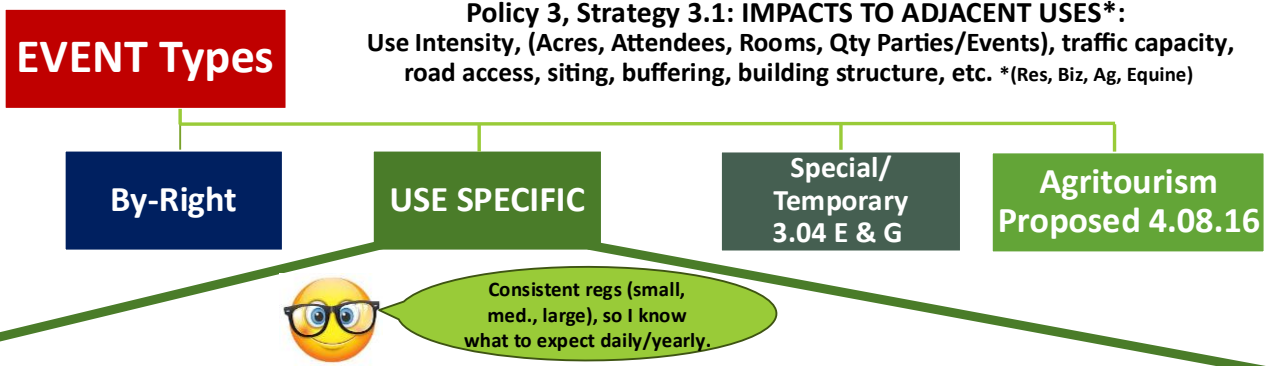 Policy 3, Strategy 3.1: IMPACTS TO ADJACENT USES*:
Use Intensity, (Acres, Attendees, Rooms, Qty Parties/Events), traffic capacity,
road access, siting, buffering, building structure, etc. *(Res, Biz, Ag, Equine)
EVENT Types
By-Right
USE SPECIFIC
Special/
Temporary
3.04 E & G
Agritourism
Proposed 4.08.16
Consistent regs (small,
med., large), so I know
what to expect daily/yearly.